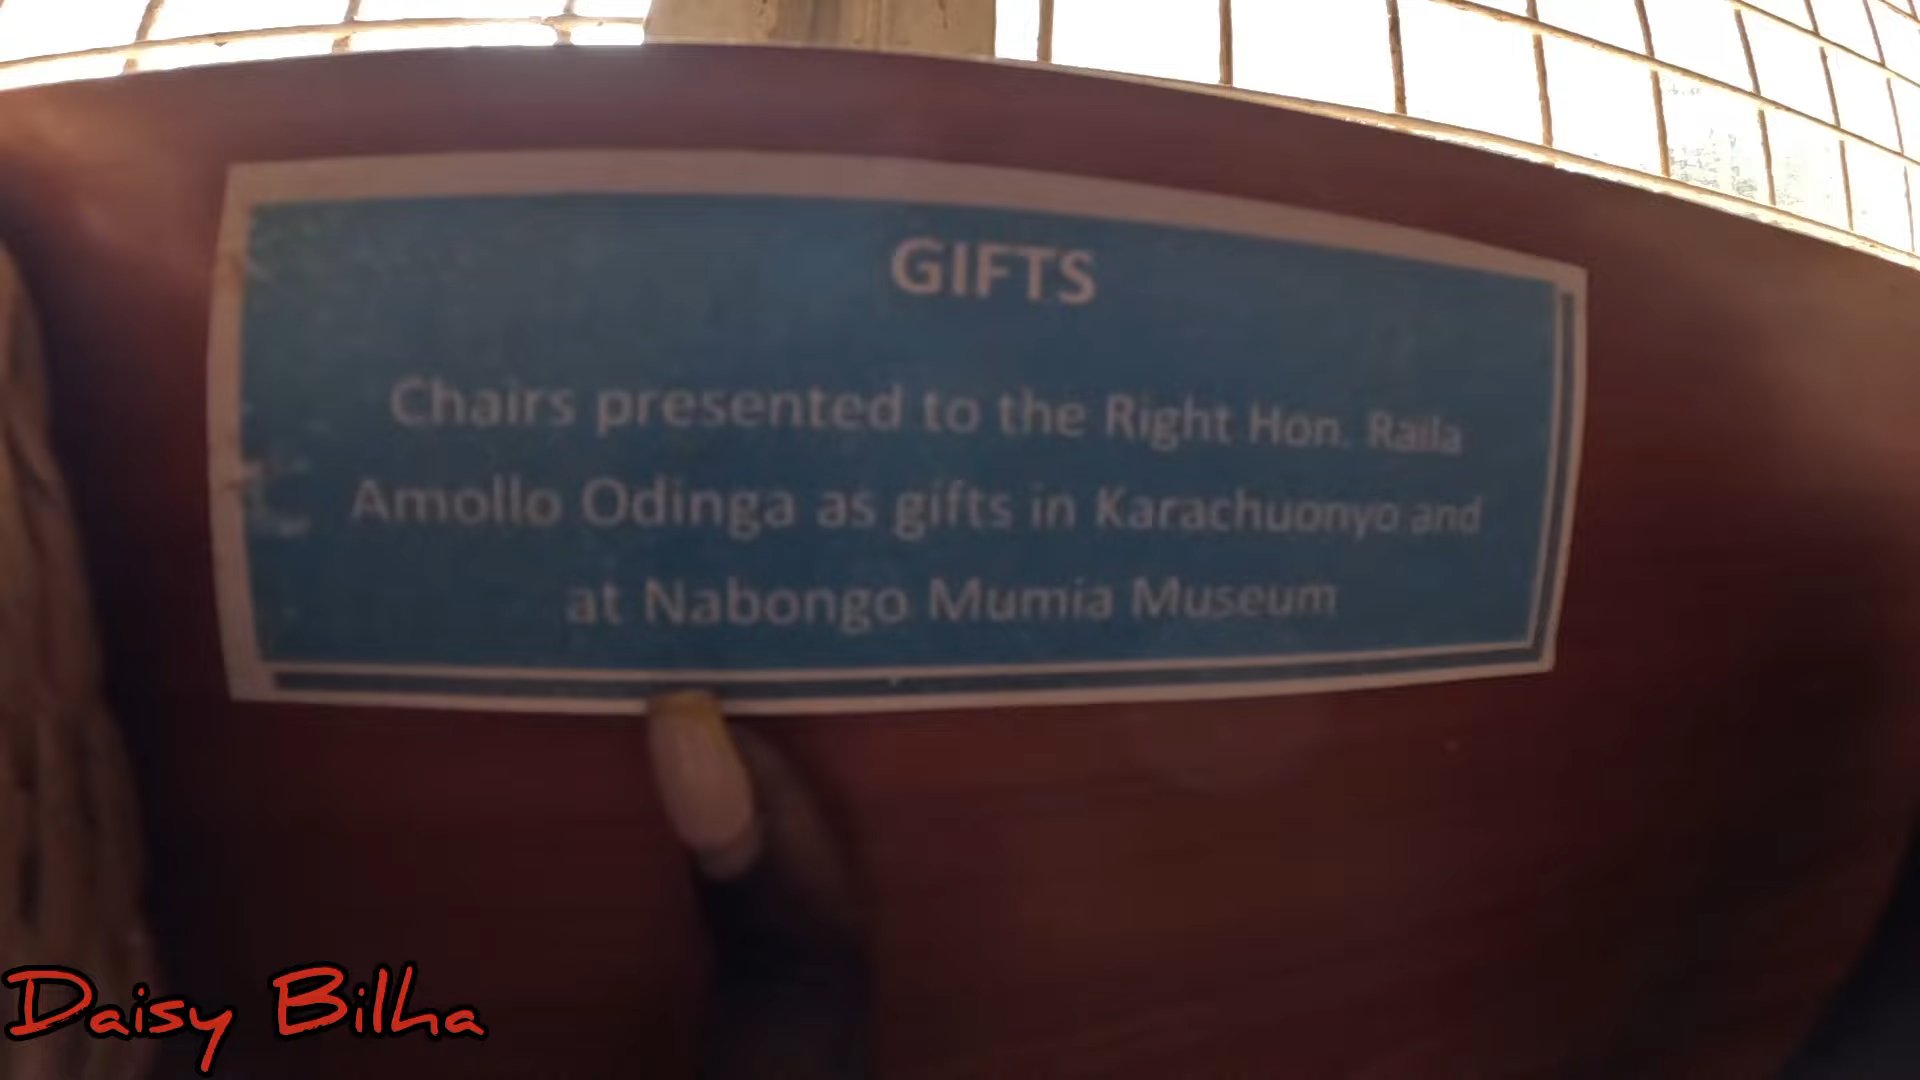 GIFTS
Chairs presented to the Right Hon. Raila
Amollo Odinga as gifts in Karachuonyo and
at Nabongo Mumia Museum
Daisy Bilha